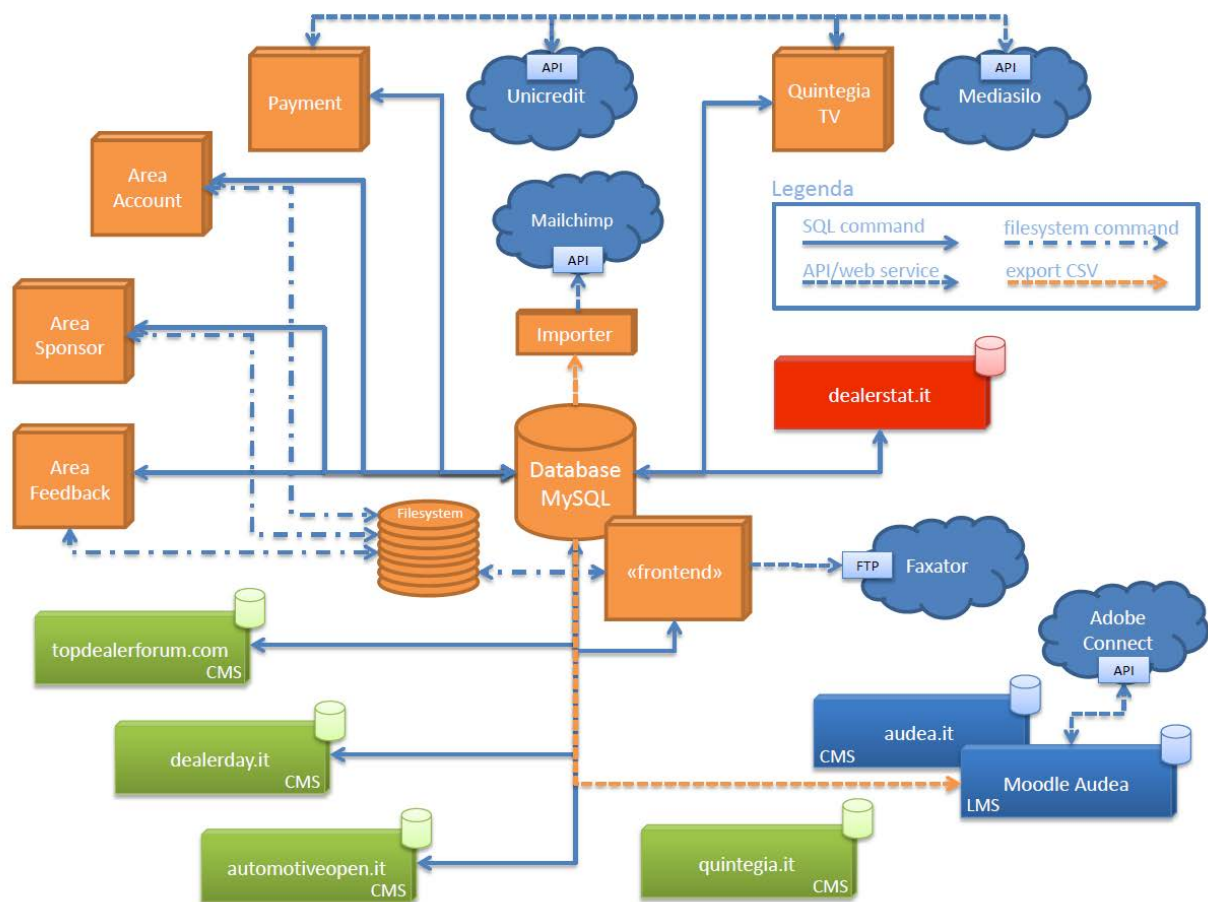 API
Unicredit
API
Mediasilo
Payment
Quintegia
TV
Area
Account
Mailchimp
API
Legenda
SQL command
filesystem command
API/web service
export CSV
Area
Sponsor
Importer
dealerstat.it
Area
Feedback
Database
MySQL
Filesystem
«frontend»
FTP
Faxator
Adobe
Connect
API
topdealerforum.com
CMS
audea.it
CMS
dealerday.it
CMS
Moodle Audea
LMS
automotiveopen.it
CMS
quintegia.it
CMS